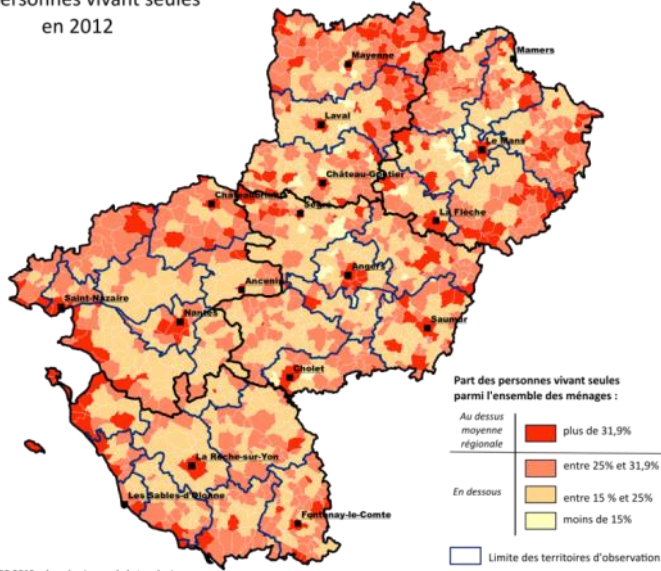 ersonnes vivant seules
en 2012
Mayenne
Mamers
Laval
Le Mans
Château-Gontier
Segré
La Flèche
Angers
Ancenis
Saint-Nazaire
Nantes
Saumur
Cholet
La Roche-sur-Yon
Les Sables-d'Olonne
Fontenay-le-Comte
Part des personnes vivant seules
parmi l'ensemble des ménages :
Au dessus
moyenne
régionale
plus de 31,9%
entre 25% et 31,9%
En dessous
entre 15 % et 25%
moins de 15%
Limite des territoires d'observation